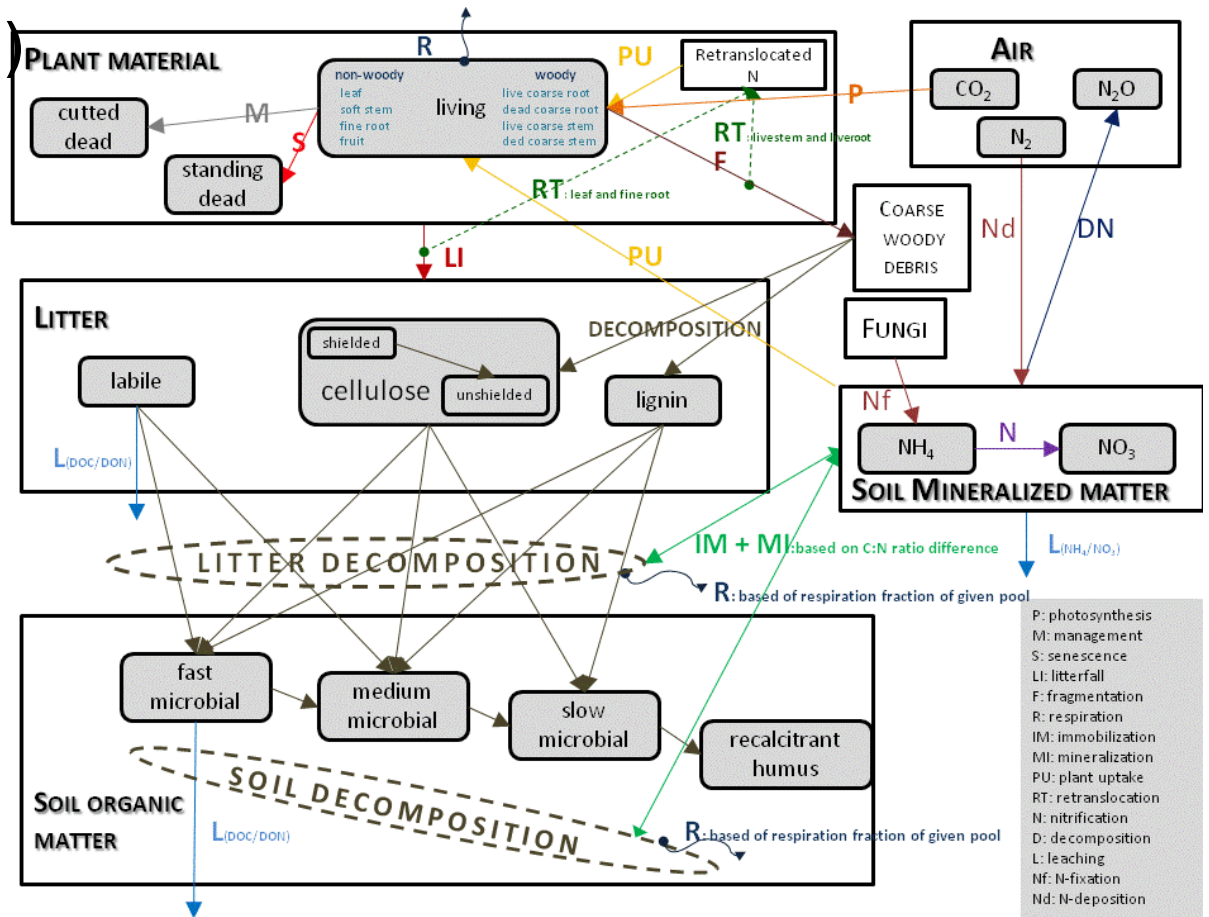 )
PLANT MATERIAL
R
non-woody
leaf
soft stem
fine root
fruit
living
woody
live coarse root
dead coarse root
live coarse stem
ded coarse stem
PU
Retranslocated
N
P
AIR
CO2
N2O
N2
cutted
dead
M
S
standing
dead
RT: livestem and liveroot
F
RT: leaf and fine root
LI
PU
COARSE
WOODY
DEBRIS
Nd
DN
LITTER
DECOMPOSITION
FUNGI
shielded
cellulose
unshielded
labile
lignin
Nf
NH4
N
NO3
SOIL MINERALIZED MATTER
L(DOC/DON)
L(NH4/NO3)
LITTER DECOMPOSITION
IM + MI:based on C:N ratio difference
R: based of respiration fraction of given pool
fast
microbial
medium
microbial
slow
microbial
recalcitrant
humus
SOIL DECOMPOSITION
SOIL ORGANIC
MATTER
L(DOC/DON)
R: based of respiration fraction of given pool
P: photosynthesis
M: management
S: senescence
LI: litterfall
F: fragmentation
R: respiration
IM: immobilization
MI: mineralization
PU: plant uptake
RT: retranslocation
N: nitrification
D: decomposition
L: leaching
Nf: N-fixation
Nd: N-deposition